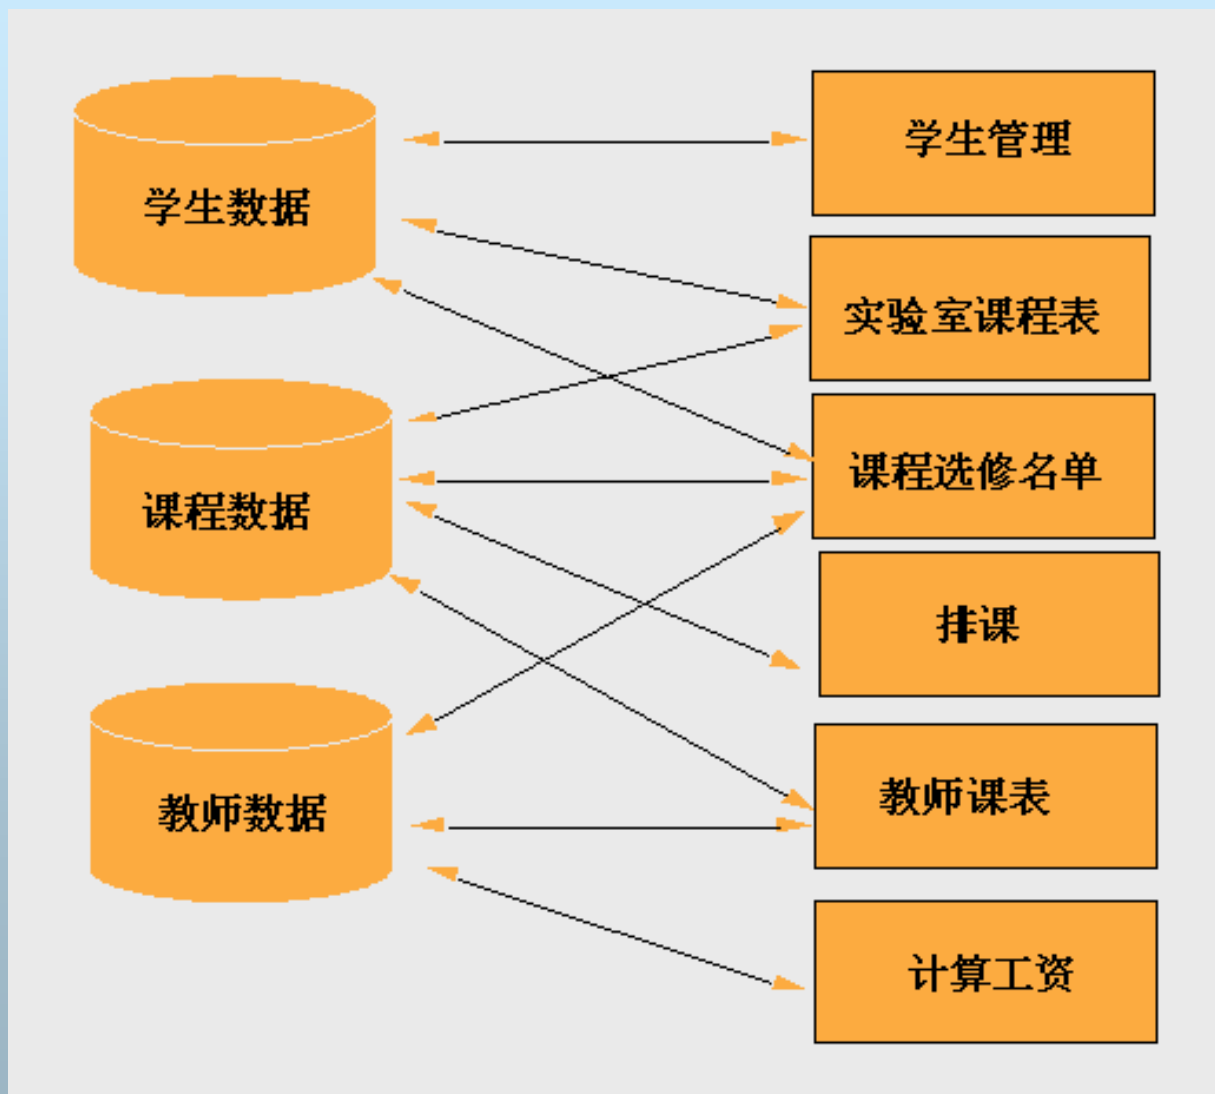 学生数据
课程数据
教师数据
学生管理
实验室课程表
课程选修名单
排课
教师课表
计算工资